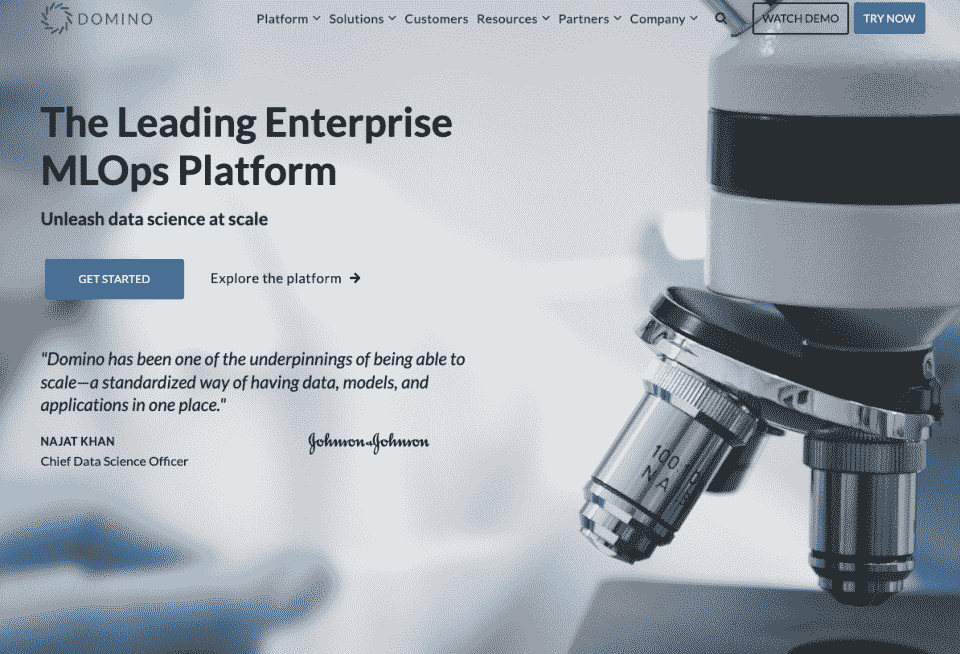 DOMINO
Platform Solutions Customers Resources Partners Company WATCH DEMO TRY NOW
The Leading Enterprise
MLOps Platform
Unleash data science at scale
GET STARTED Explore the platform →
"Domino has been one of the underpinnings of being able to
scale—a standardized way of having data, models, and
applications in one place."
NAJAT KHAN
Chief Data Science Officer
Johnson & Johnson
100
NA